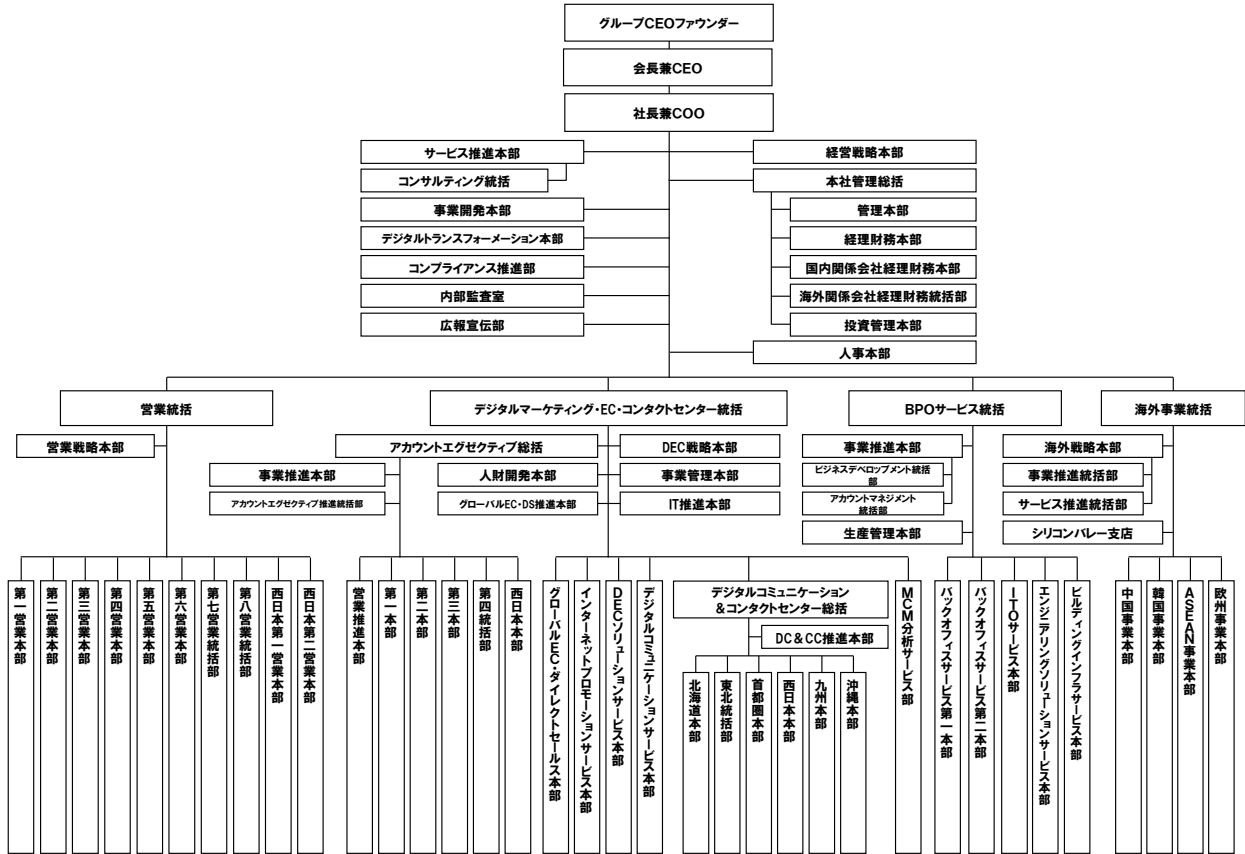 グループCEOファウンダー
会長兼CEO
社長兼COO
サービス推進本部
経営戦略本部
コンサルティング統括
本社管理総括
事業開発本部
管理本部
デジタルトランスフォーメーション本部
経理財務本部
コンプライアンス推進部
国内関係会社経理財務本部
内部監査室
海外関係会社経理財務統括部
広報宣伝部
投資管理本部
人事本部
営業統括
デジタルマーケティング・EC・コンタクトセンター統括
BPOサービス統括
海外事業統括
営業戦略本部
アカウントエグゼクティブ総括
DEC戦略本部
事業推進本部
海外戦略本部
事業推進本部
人財開発本部
事業管理本部
ビジネスデベロップメント統括
部
事業推進統括部
アカウントエグゼクティブ推進統括部
グローバルEC・DS推進本部
IT推進本部
アカウントマネジメント
統括部
サービス推進統括部
生産管理本部
シリコンバレー支店
第一営業本部
第二営業本部
第三営業本部
第四営業本部
第五営業本部
第六営業本部
第七営業統括部
第八営業統括部
西日本第一営業本部
西日本第二営業本部
営業推進本部
第一本部
第二本部
第三本部
第四統括部
西日本本部
グローバルEC・ダイレクトセールス本部
インターネットプロモーションサービス本部
DECソリューションサービス本部
デジタルコミュニケーションサービス本部
デジタルコミュニケーション
&コンタクトセンター総括
DC&CC推進本部
北海道本部
東北統括部
首都圏本部
西日本本部
九州本部
沖縄本部
MCM分析サービス部
バックオフィスサービス第一本部
バックオフィスサービス第二本部
ITOサービス本部
エンジニアリングソリューションサービス本部
ビルディングインフラサービス本部
中国事業本部
韓国事業本部
ASEAN事業本部
欧州事業本部